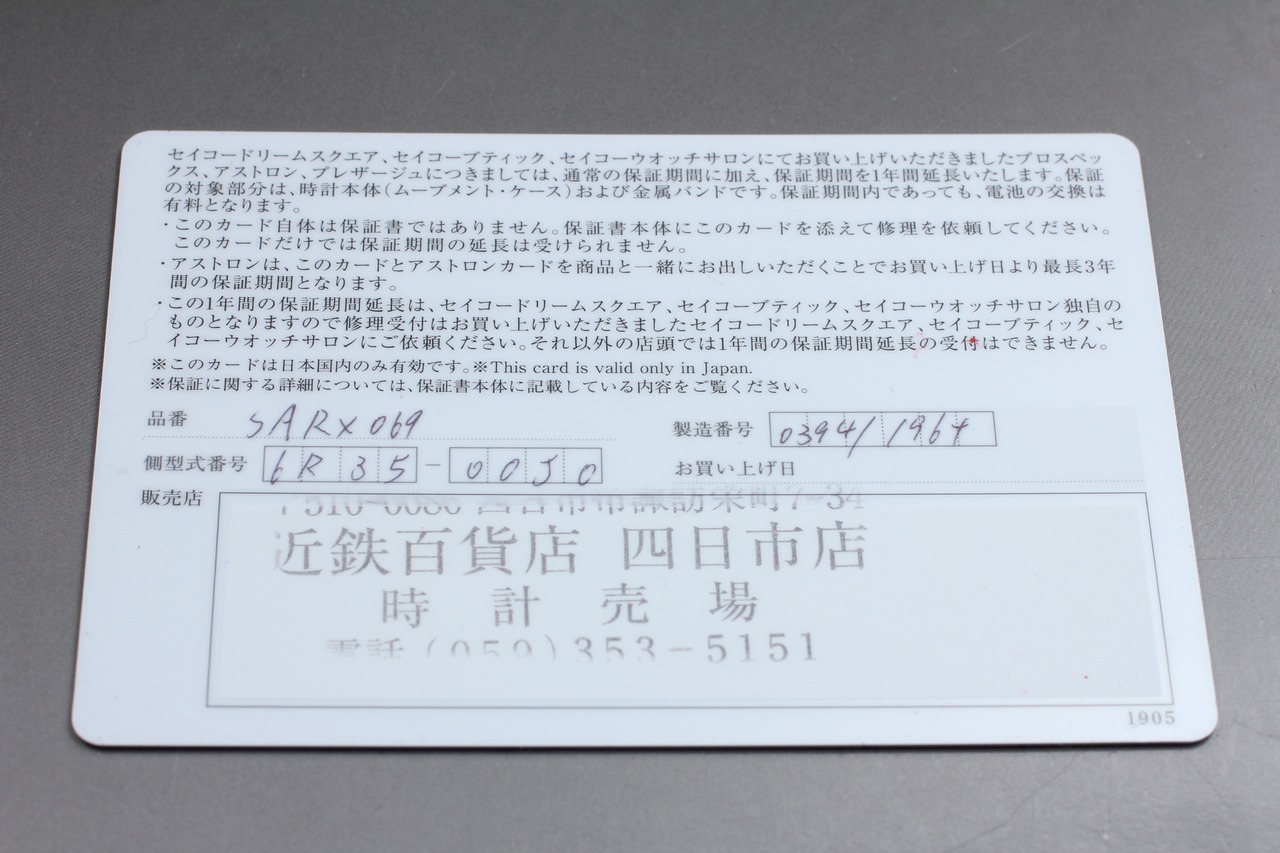 セイコードリームスクエア、セイコーブティック、セイコーウオッチサロンにてお買い上げいただきましたプロスペッ
クス、アストロン、プレザージュにつきましては、通常の保証期間に加え、保証期間を1年間延長いたします。保証
の対象部分は、時計本体(ムーブメント・ケース)および金属バンドです。保証期間内であっても、電池の交換は
有料となります。
・このカード自体は保証書ではありません。保証書本体にこのカードを添えて修理を依頼してください。
このカードだけでは保証期間の延長は受けられません。
・アストロンは、このカードとアストロンカードを商品と一緒にお出しいただくことでお買い上げ日より最長3年
間の保証期間となります。
・この1年間の保証期間延長は、セイコードリームスクエア、セイコーブティック、セイコーウオッチサロン独自の
ものとなりますので修理受付はお買い上げいただきましたセイコードリームスクエア、セイコーブティック、セ
イコーウオッチサロンにご依頼ください。それ以外の店頭では1年間の保証期間延長の受付はできません。
※このカードは日本国内のみ有効です。※This card is valid only in Japan.
※保証に関する詳細については、保証書本体に記載している内容をご覧ください。
品番 SARX069
製造番号 0394/1964
側型式番号 6R35-00J0
お買い上げ日
販売店
〒510-0086 四日市市諏訪栄町7-34
近鉄百貨店 四日市店
時計売場
電話(059)353-5151
1905